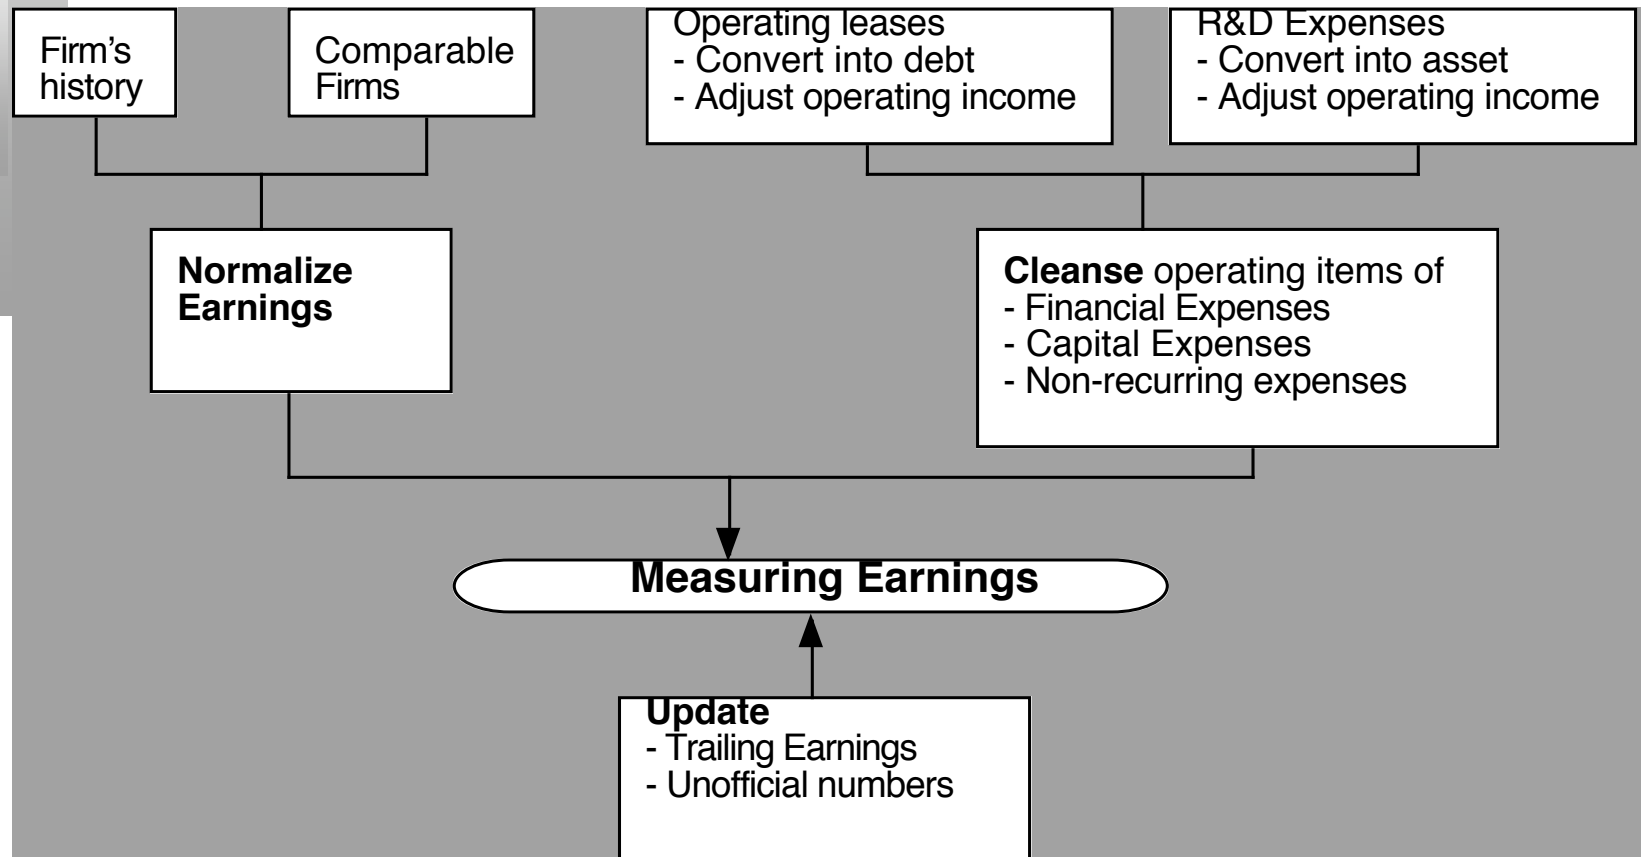 Firm's
history
Comparable
Firms
Operating leases
- Convert into debt
- Adjust operating income
R&D Expenses
- Convert into asset
- Adjust operating income
Normalize
Earnings
Cleanse operating items of
- Financial Expenses
- Capital Expenses
- Non-recurring expenses
Measuring Earnings
Update
- Trailing Earnings
- Unofficial numbers